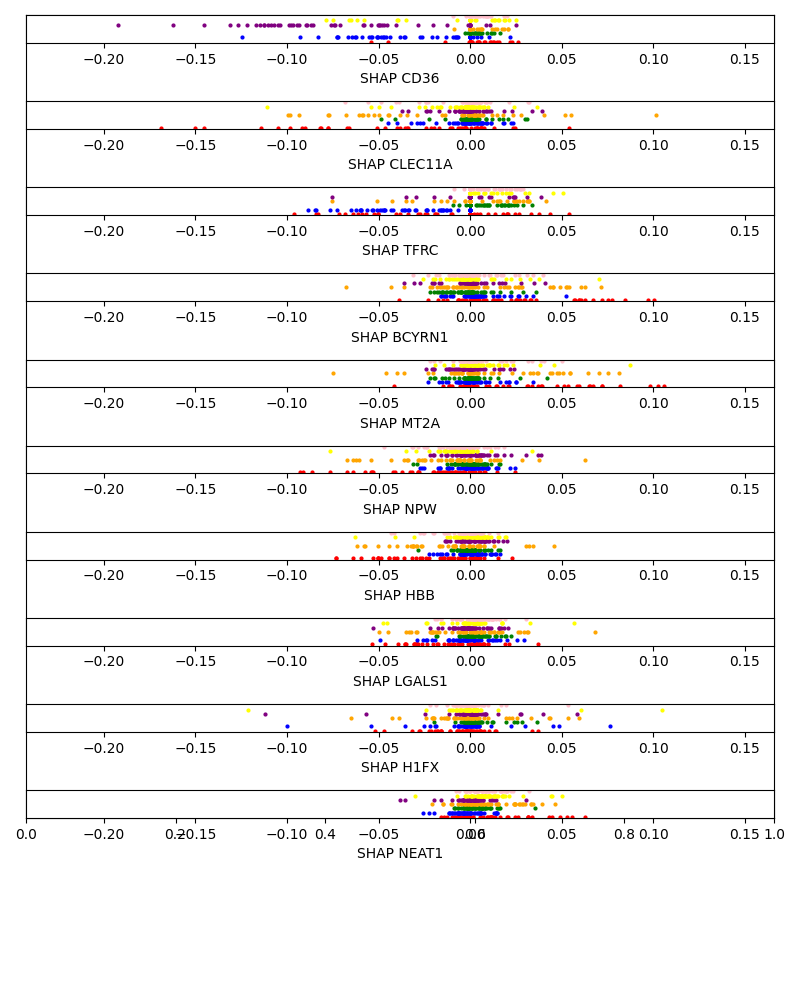 −0.20 −0.15 −0.10 −0.05 0.00 0.05 0.10 0.15
SHAP CD36
−0.20 −0.15 −0.10 −0.05 0.00 0.05 0.10 0.15
SHAP CLEC11A
−0.20 −0.15 −0.10 −0.05 0.00 0.05 0.10 0.15
SHAP TFRC
−0.20 −0.15 −0.10 −0.05 0.00 0.05 0.10 0.15
SHAP BCYRN1
−0.20 −0.15 −0.10 −0.05 0.00 0.05 0.10 0.15
SHAP MT2A
−0.20 −0.15 −0.10 −0.05 0.00 0.05 0.10 0.15
SHAP NPW
−0.20 −0.15 −0.10 −0.05 0.00 0.05 0.10 0.15
SHAP HBB
−0.20 −0.15 −0.10 −0.05 0.00 0.05 0.10 0.15
SHAP LGALS1
−0.20 −0.15 −0.10 −0.05 0.00 0.05 0.10 0.15
SHAP H1FX
0.0 −0.20 0.2 −0.15 −0.10 0.4 −0.05 0.00 0.6 0.05 0.8 0.10 0.15 1.0
SHAP NEAT1